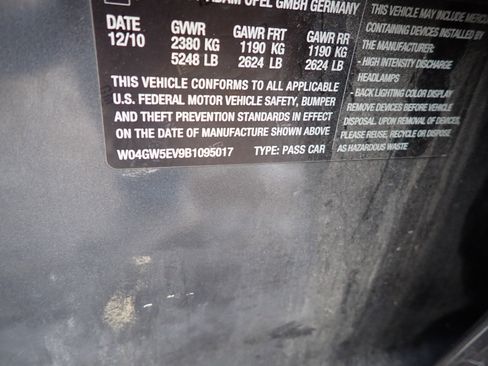 ADAM OPEL GMBH GERMANY
DATE GVWR GAWR FRT GAWR RR
12/10 2380 KG 1190 KG 1190 KG
5248 LB 2624 LB 2624 LB
THIS VEHICLE CONFORMS TO ALL APPLICABLE
U.S. FEDERAL MOTOR VEHICLE SAFETY, BUMPER
AND THEFT PREVENTION STANDARDS IN EFFECT
ON THE DATE OF MANUFACTURE SHOWN ABOVE
W04GW5EV9B1095017 TYPE: PASS CAR
THIS VEHICLE MAY INCLUDE
CONTAINING DEVICES INSTALLED BY
THE MANUFACTURER:
- HIGH INTENSITY DISCHARGE
HEADLAMPS
- BACK LIGHTING COLOR DISPLAY
REMOVE DEVICES BEFORE VEHICLE
DISPOSAL. UPON REMOVAL OF DEVICES,
PLEASE REUSE, RECYCLE OR DISPOSE
AS HAZARDOUS WASTE